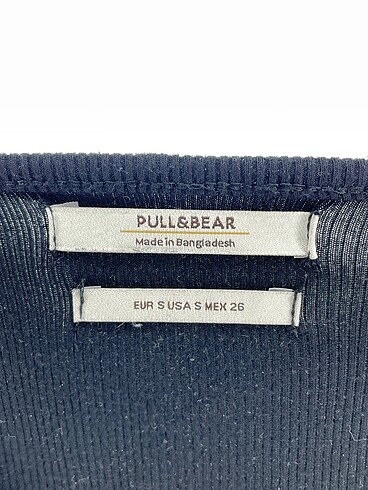 PULL&BEAR
Made in Bangladesh
EUR S USA S MEX 26